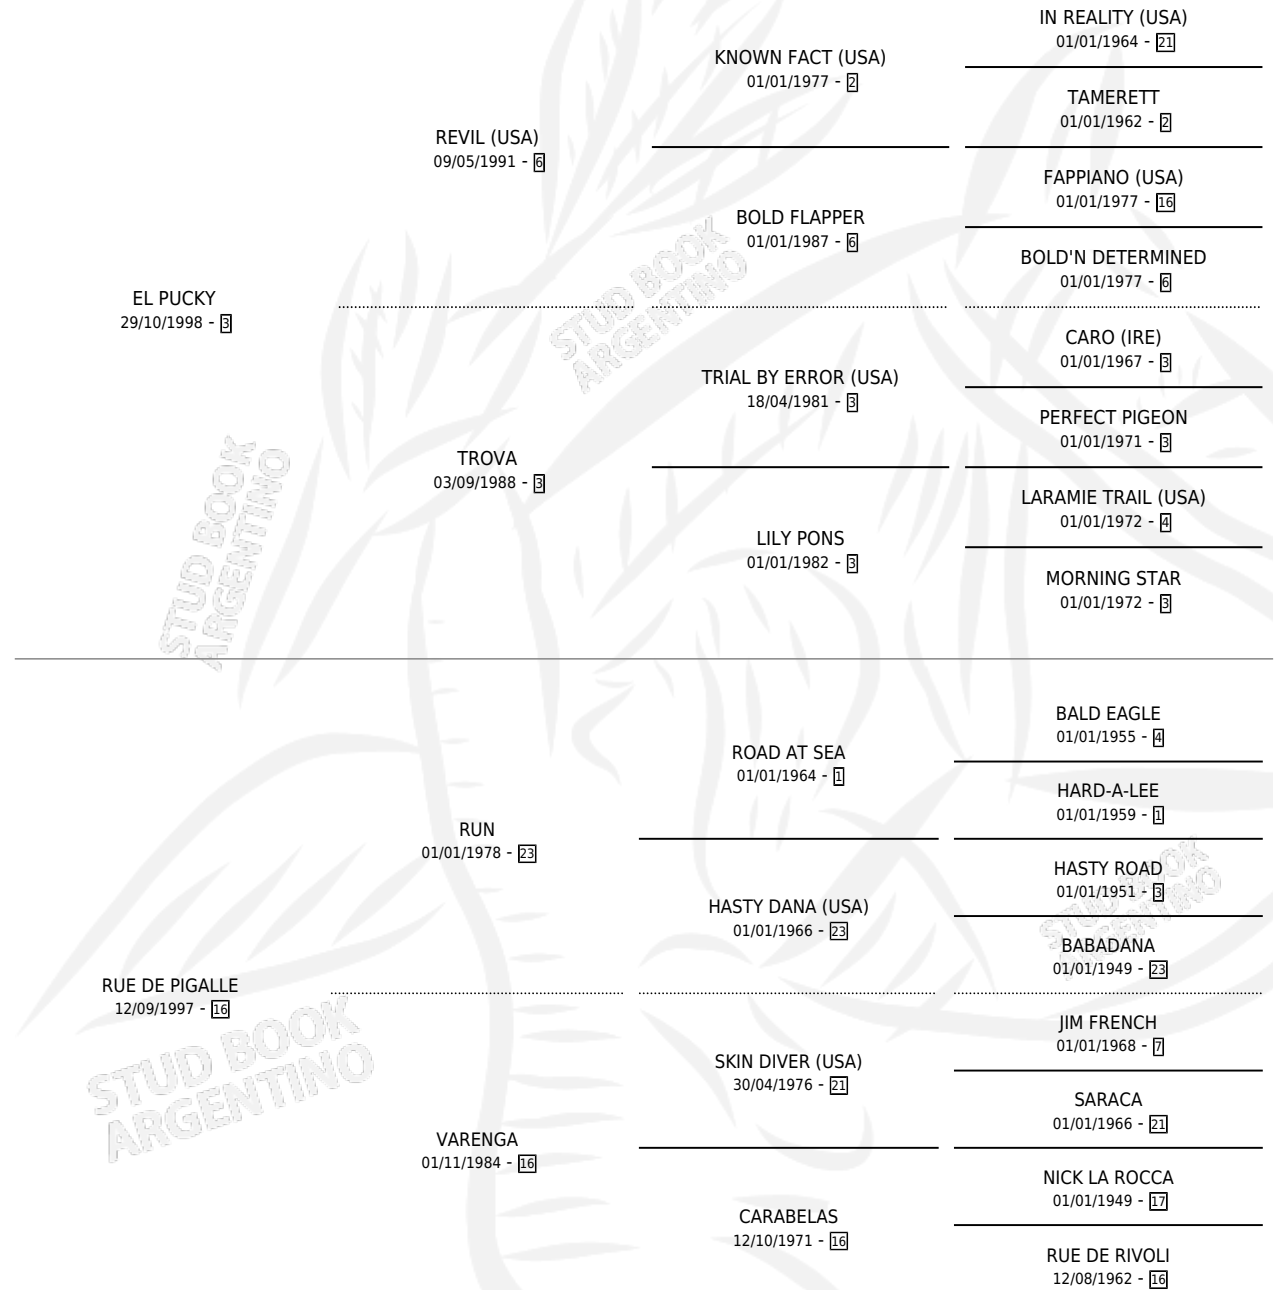 EL PUCKY
29/10/1998 - 3
REVIL (USA)
09/05/1991 - 6
KNOWN FACT (USA)
01/01/1977 - 2
IN REALITY (USA)
01/01/1964 - 21
TAMERETT
01/01/1962 - 2
BOLD FLAPPER
01/01/1987 - 6
FAPPIANO (USA)
01/01/1977 - 16
BOLD'N DETERMINED
01/01/1977 - 6
TROVA
03/09/1988 - 3
TRIAL BY ERROR (USA)
18/04/1981 - 3
CARO (IRE)
01/01/1967 - 3
PERFECT PIGEON
01/01/1971 - 3
LILY PONS
01/01/1982 - 3
LARAMIE TRAIL (USA)
01/01/1972 - 4
MORNING STAR
01/01/1972 - 3
RUE DE PIGALLE
12/09/1997 - 16
RUN
01/01/1978 - 23
ROAD AT SEA
01/01/1964 - 1
BALD EAGLE
01/01/1955 - 4
HARD-A-LEE
01/01/1959 - 1
HASTY DANA (USA)
01/01/1966 - 23
HASTY ROAD
01/01/1951 - 3
BABADANA
01/01/1949 - 23
VARENGA
01/11/1984 - 16
SKIN DIVER (USA)
30/04/1976 - 21
JIM FRENCH
01/01/1968 - 7
SARACA
01/01/1966 - 21
CARABELAS
12/10/1971 - 16
NICK LA ROCCA
01/01/1949 - 17
RUE DE RIVOLI
12/08/1962 - 16
STUD BOOK
ARGENTINO
STUD BOOK
ARGENTINO
STUD BOOK
ARGENTINO
STUD BOOK
ARGENTINO